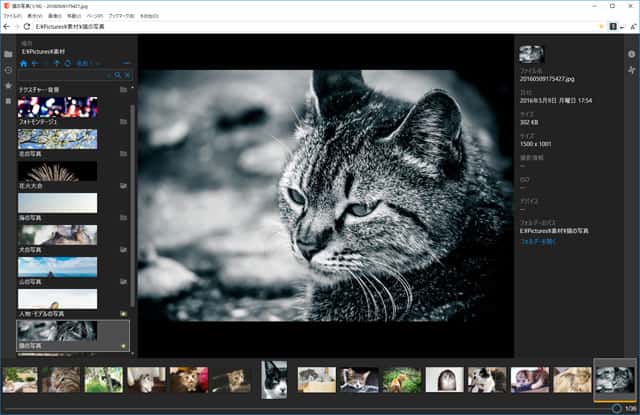 猫の写真 (1/36) - 20160509175427.jpg
ファイル(F) 表示(V) 画像(I) 移動(J) ページ(P) ブックマーク(B) その他(O)
E:¥Pictures¥素材¥猫の写真
場所
E:¥Pictures¥素材
名前
テクスチャー・背景
フォトモンタージュ
花の写真
花火大会
海の写真
犬の写真
山の写真
人物・モデルの写真
猫の写真
ファイル名
20160509175427.jpg
日付
2016年5月9日 月曜日 17:54
サイズ
302 KB
サイズ
1500 x 1001
撮影情報
---
ISO
---
デバイス
---
フォルダーのパス
E:¥Pictures¥素材¥猫の写真
フォルダーを開く
1/36